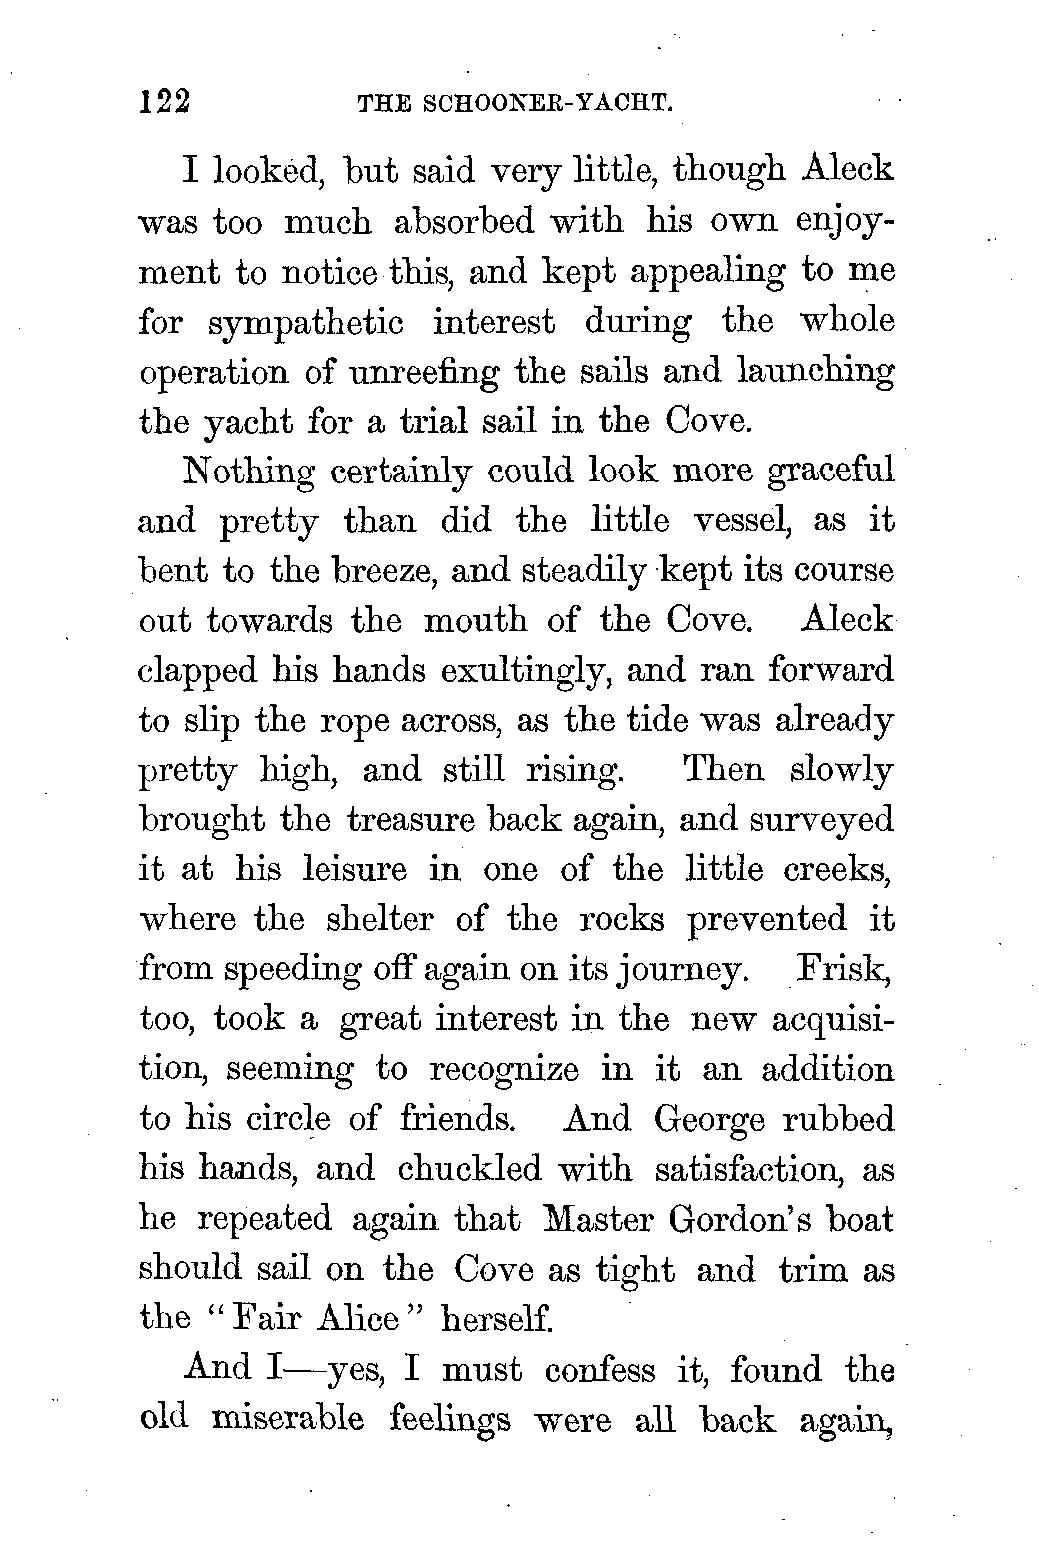 122 THE SCHOONER-YACHT.
I looked, but said very little, though Aleck
was too much absorbed with his own enjoy-
ment to notice this, and kept appealing to me
for sympathetic interest during the whole
operation of unreefing the sails and launching
the yacht for a trial sail in the Cove.
Nothing certainly could look more graceful
and pretty than did the little vessel, as it
bent to the breeze, and steadily kept its course
out towards the mouth of the Cove. Aleck
clapped his hands exultingly, and ran forward
to slip the rope across, as the tide was already
pretty high, and still rising. Then slowly
brought the treasure back again, and surveyed
it at his leisure in one of the little creeks,
where the shelter of the rocks prevented it
from speeding off again on its journey. Frisk,
too, took a great interest in the new acquisi-
tion, seeming to recognize in it an addition
to his circle of friends. And George rubbed
his hands, and chuckled with satisfaction, as
he repeated again that Master Gordon's boat
should sail on the Cove as tight and trim as
the "Fair Alice" herself.
And I—yes, I must confess it, found the
old miserable feelings were all back again,